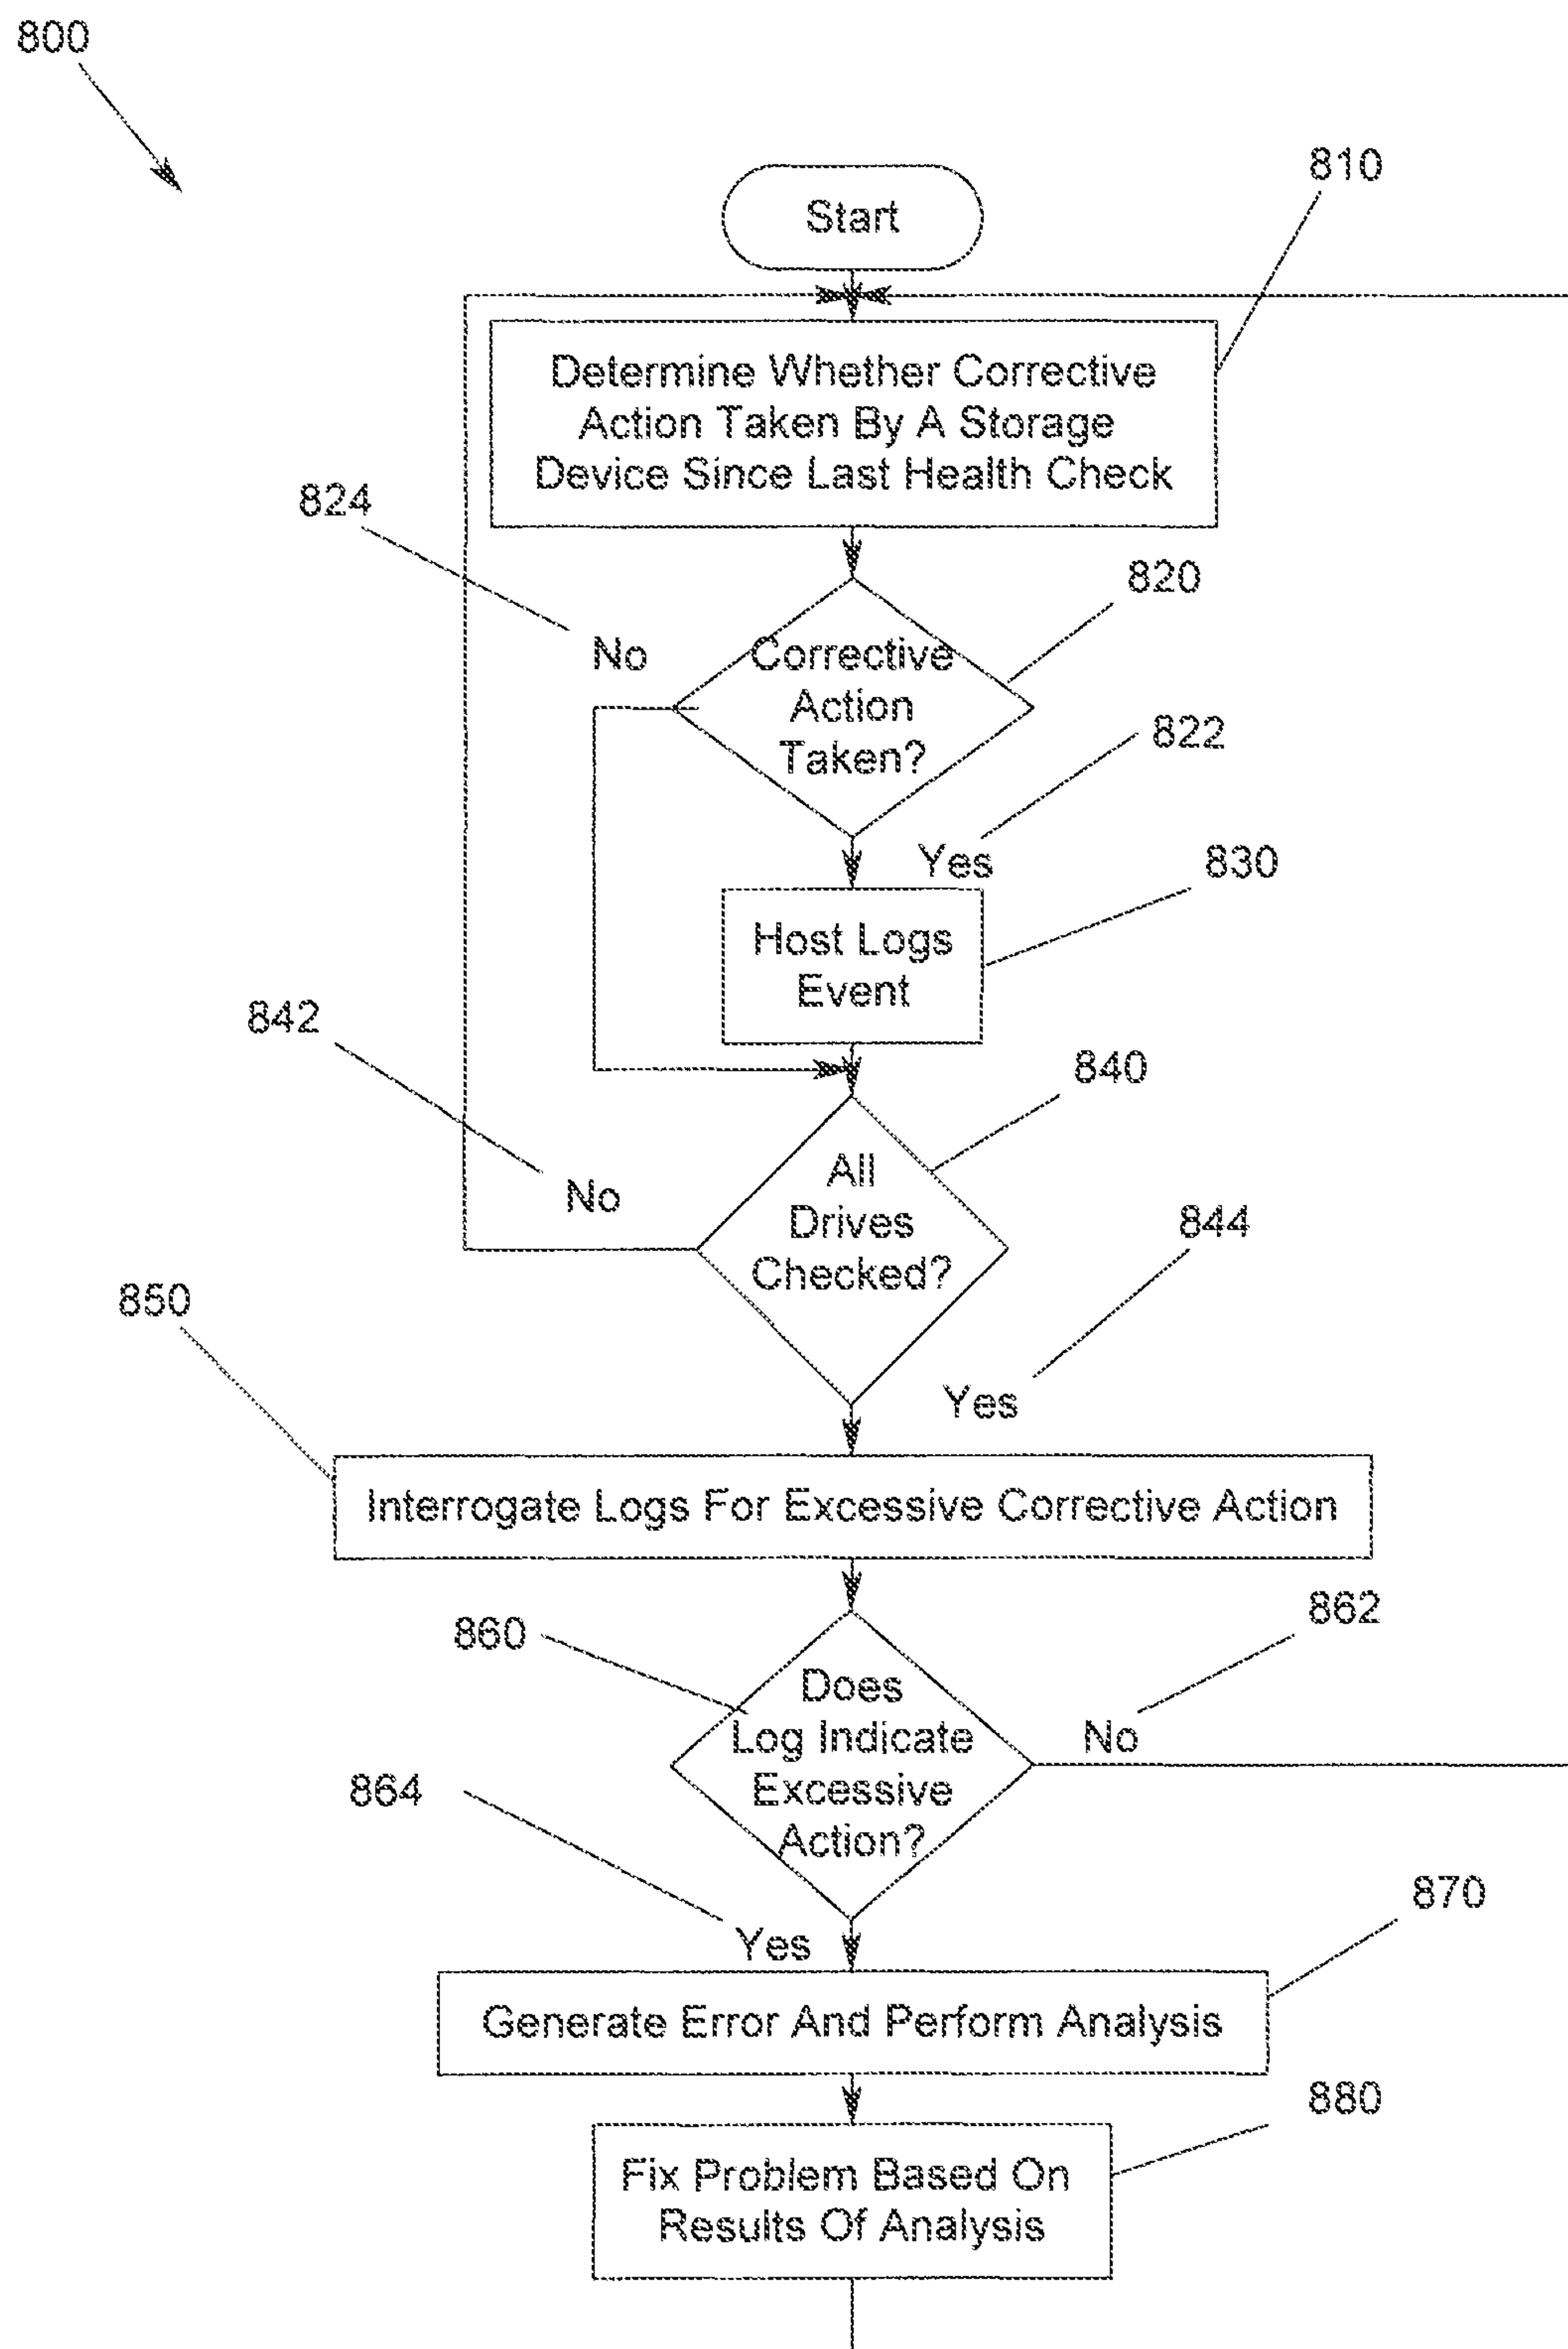 800
810
Start
Determine Whether Corrective
Action Taken By A Storage
Device Since Last Health Check
824
820
No
Corrective
Action
Taken?
822
Yes
830
Host Logs
Event
842
840
All
Drives
Checked?
No
844
850
Yes
Interrogate Logs For Excessive Corrective Action
860
862
Does
Log Indicate
Excessive
Action?
No
864
870
Yes
Generate Error And Perform Analysis
880
Fix Problem Based On
Results Of Analysis